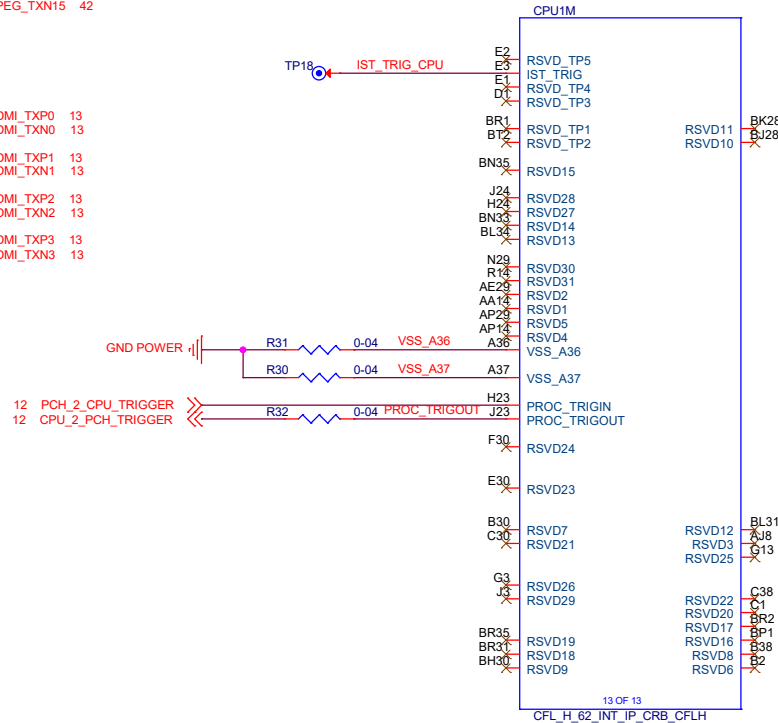 PEG_TXN15 42
CPU1M
E2 RSVD_TP5
TP18 IST_TRIG_CPU E3 IST_TRIG
E1 RSVD_TP4
D1 RSVD_TP3
DMI_TXP0 13
DMI_TXN0 13
BR1 RSVD_TP1 RSVD11 BK28
BT2 RSVD_TP2 RSVD10 BJ28
DMI_TXP1 13
DMI_TXN1 13
BN35 RSVD15
DMI_TXP2 13
DMI_TXN2 13
J24 RSVD28
H24 RSVD27
BN33 RSVD14
BL34 RSVD13
DMI_TXP3 13
DMI_TXN3 13
N29 RSVD30
R14 RSVD31
AE29 RSVD2
AA14 RSVD1
AP29 RSVD5
AP14 RSVD4
GND POWER R31 0-04 VSS_A36 A36 VSS_A36
R30 0-04 VSS_A37 A37 VSS_A37
12 PCH_2_CPU_TRIGGER H23 PROC_TRIGIN
12 CPU_2_PCH_TRIGGER R32 0-04 PROC_TRIGOUT J23 PROC_TRIGOUT
F30 RSVD24
E30 RSVD23
B30 RSVD7 RSVD12 BL31
C30 RSVD21 RSVD3 AJ8
RSVD25 G13
G3 RSVD26
J3 RSVD29 RSVD22 C38
RSVD20 C1
RSVD17 BR2
BR35 RSVD19 RSVD16 BP1
BR31 RSVD18 RSVD8 B38
BH30 RSVD9 RSVD6 B2
13 OF 13
CFL_H_62_INT_IP_CRB_CFLH